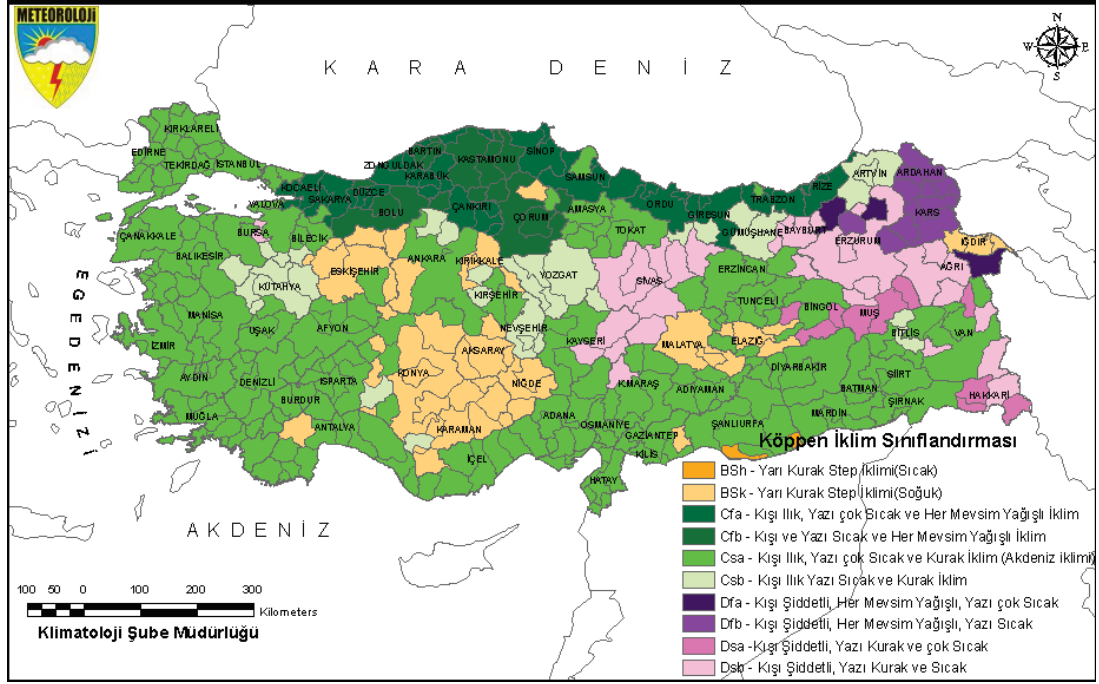 METEOROLOJİ
N
W E
S
KARA DENİZ
KIRKLARELİ
EDİRNE
TEKİRDAĞ
İSTANBUL
KOCAELİ
YALOVA
SAKARYA
DÜZCE
BOLU
ZONGULDAK
BARTIN
KARABÜK
KASTAMONU
SİNOP
ÇANKIRI
ÇORUM
SAMSUN
AMASYA
TOKAT
ORDU
GİRESUN
GÜMÜŞHANE
TRABZON
RİZE
ARTVİN
ARDAHAN
KARS
BAYBURT
ERZURUM
IĞDIR
AĞRI
ÇANAKKALE
BALIKESİR
BURSA
BİLECİK
ESKİŞEHİR
KÜTAHYA
ANKARA
KIRIKKALE
KIRŞEHİR
YOZGAT
SİVAS
ERZİNCAN
TUNCELİ
BİNGÖL
MUŞ
BİTLİS
VAN
EGE DENİZİ
MANİSA
İZMİR
UŞAK
AFYON
AYDIN
DENİZLİ
ISPARTA
BURDUR
MUĞLA
ANTALYA
KONYA
AKSARAY
NEVŞEHİR
KAYSERİ
NİĞDE
KARAMAN
İÇEL
ADANA
OSMANİYE
HATAY
K.MARAŞ
MALATYA
ELAZIĞ
ADIYAMAN
GAZİANTEP
KİLİS
ŞANLIURFA
DİYARBAKIR
MARDİN
BATMAN
SİİRT
ŞIRNAK
HAKKARİ
AKDENİZ
Köppen İklim Sınıflandırması
BSh - Yarı Kurak Step İklimi(Sıcak)
BSk - Yarı Kurak Step İklimi(Soğuk)
Cfa - Kışı Ilık, Yazı çok Sıcak ve Her Mevsim Yağışlı İklim
Cfb - Kışı ve Yazı Sıcak ve Her Mevsim Yağışlı İklim
Csa - Kışı Ilık, Yazı çok Sıcak ve Kurak İklim (Akdeniz iklimi)
Csb - Kışı Ilık Yazı Sıcak ve Kurak İklim
Dfa - Kışı Şiddetli, Her Mevsim Yağışlı, Yazı çok Sıcak
Dfb - Kışı Şiddetli, Her Mevsim Yağışlı, Yazı Sıcak
Dsa - Kışı Şiddetli, Yazı Kurak ve çok Sıcak
Dsb - Kışı Şiddetli, Yazı Kurak ve Sıcak
100 50 0 100 200 300
Kilometers
Klimatoloji Şube Müdürlüğü